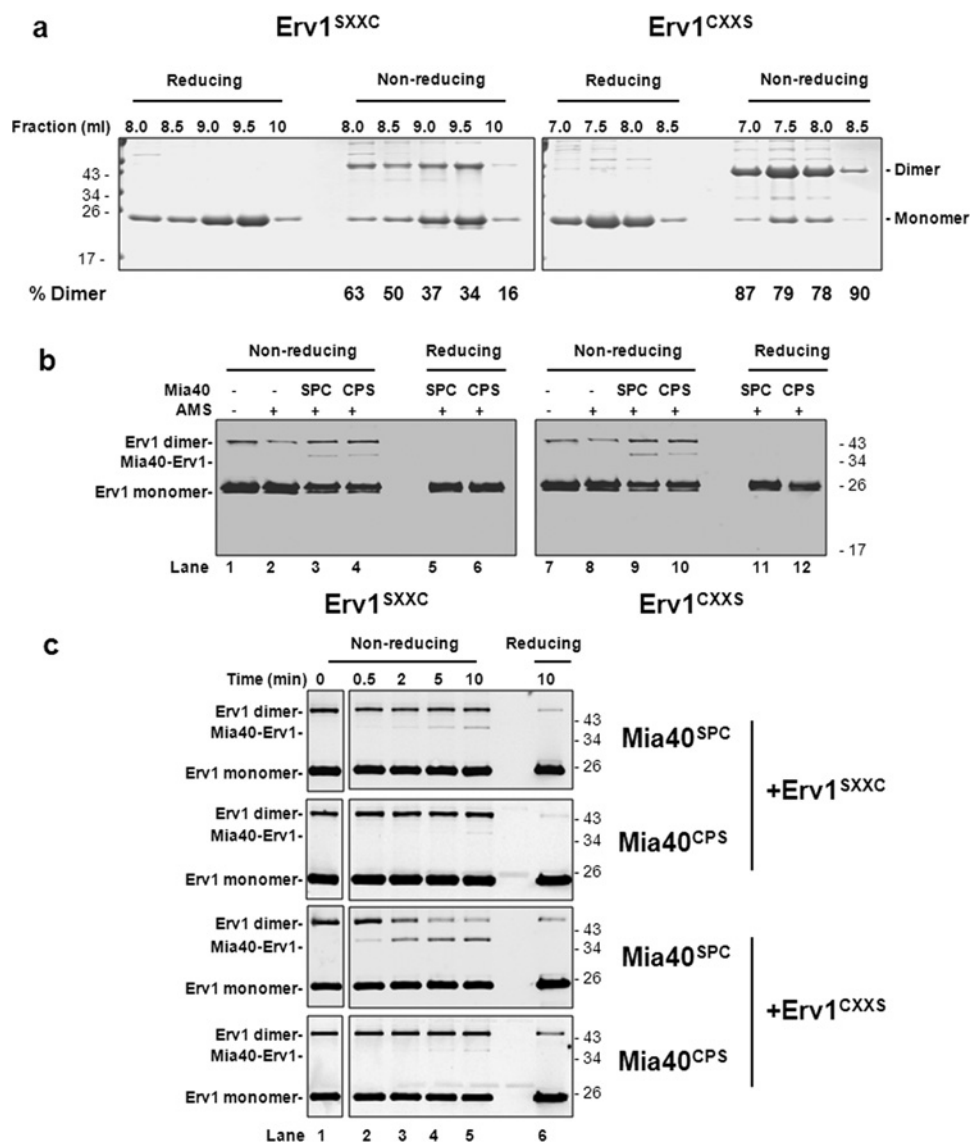 a
Erv1SXXC Erv1CXXS
Reducing Non-reducing Reducing Non-reducing
Fraction (ml) 8.0 8.5 9.0 9.5 10 8.0 8.5 9.0 9.5 10 7.0 7.5 8.0 8.5 7.0 7.5 8.0 8.5
43 -
34 -
26 -
17 -
- Dimer
- Monomer
% Dimer 63 50 37 34 16 87 79 78 90
b
Non-reducing Reducing Non-reducing Reducing
Mia40 - - SPC CPS SPC CPS - - SPC CPS SPC CPS
AMS - + + + + + - + + + + +
Erv1 dimer- - 43
Mia40-Erv1- - 34
Erv1 monomer- - 26
- 17
Lane 1 2 3 4 5 6 7 8 9 10 11 12
Erv1SXXC Erv1CXXS
c
Non-reducing Reducing
Time (min) 0 0.5 2 5 10 10
Erv1 dimer- - 43
Mia40-Erv1- - 34
Erv1 monomer- - 26
Mia40SPC
Erv1 dimer- - 43
Mia40-Erv1- - 34
Erv1 monomer- - 26
Mia40CPS
+Erv1SXXC
Erv1 dimer- - 43
Mia40-Erv1- - 34
Erv1 monomer- - 26
Mia40SPC
Erv1 dimer- - 43
Mia40-Erv1- - 34
Erv1 monomer- - 26
Mia40CPS
+Erv1CXXS
Lane 1 2 3 4 5 6